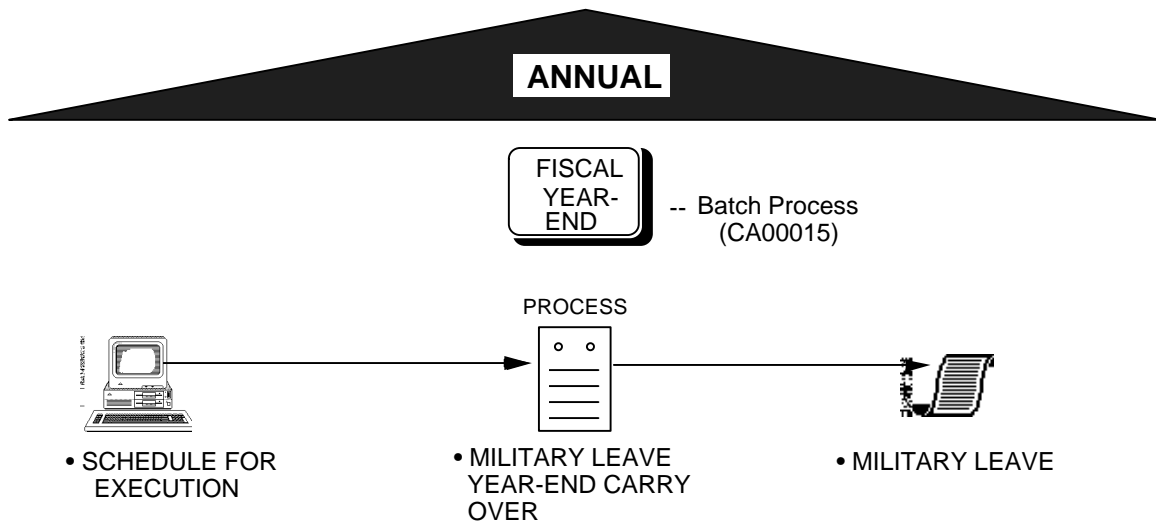 ANNUAL
FISCAL
YEAR-
END
-- Batch Process
(CA00015)
PROCESS
• SCHEDULE FOR
EXECUTION
• MILITARY LEAVE
YEAR-END CARRY
OVER
• MILITARY LEAVE